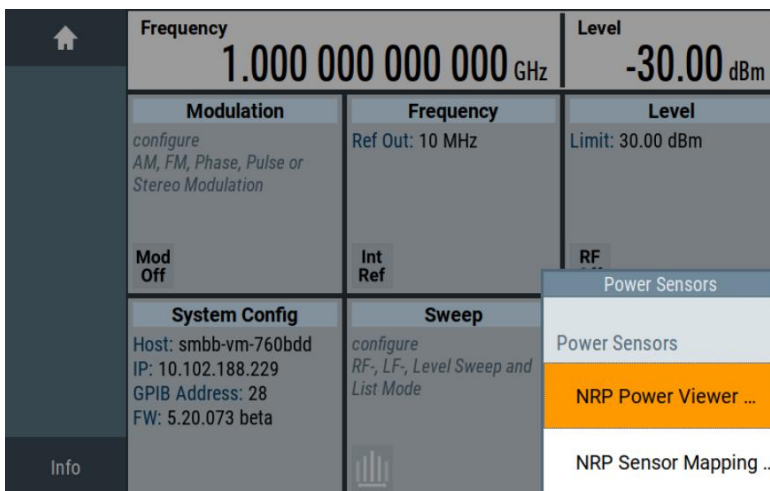 Frequency
1.000 000 000 000 GHz
Level
-30.00 dBm
Modulation
configure
AM, FM, Phase, Pulse or
Stereo Modulation
Mod
Off
Frequency
Ref Out: 10 MHz
Int
Ref
Level
Limit: 30.00 dBm
RF
System Config
Host: smbb-vm-760bdd
IP: 10.102.188.229
GPIB Address: 28
FW: 5.20.073 beta
Sweep
configure
RF-, LF-, Level Sweep and
List Mode
Power Sensors
Power Sensors
NRP Power Viewer ...
NRP Sensor Mapping ..
Info